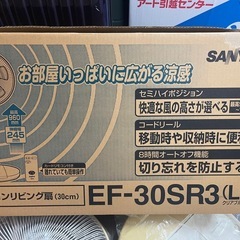 アート引越センター
お部屋いっぱいに広がる涼感
SANY
セミハイポジション
快適な風の高さが選べる
コードリール
移動時や収納時に便
8時間オートオフ機能
切り忘れを防止する
960
245
ンリビング扇(30cm)
EF-30SR3(L